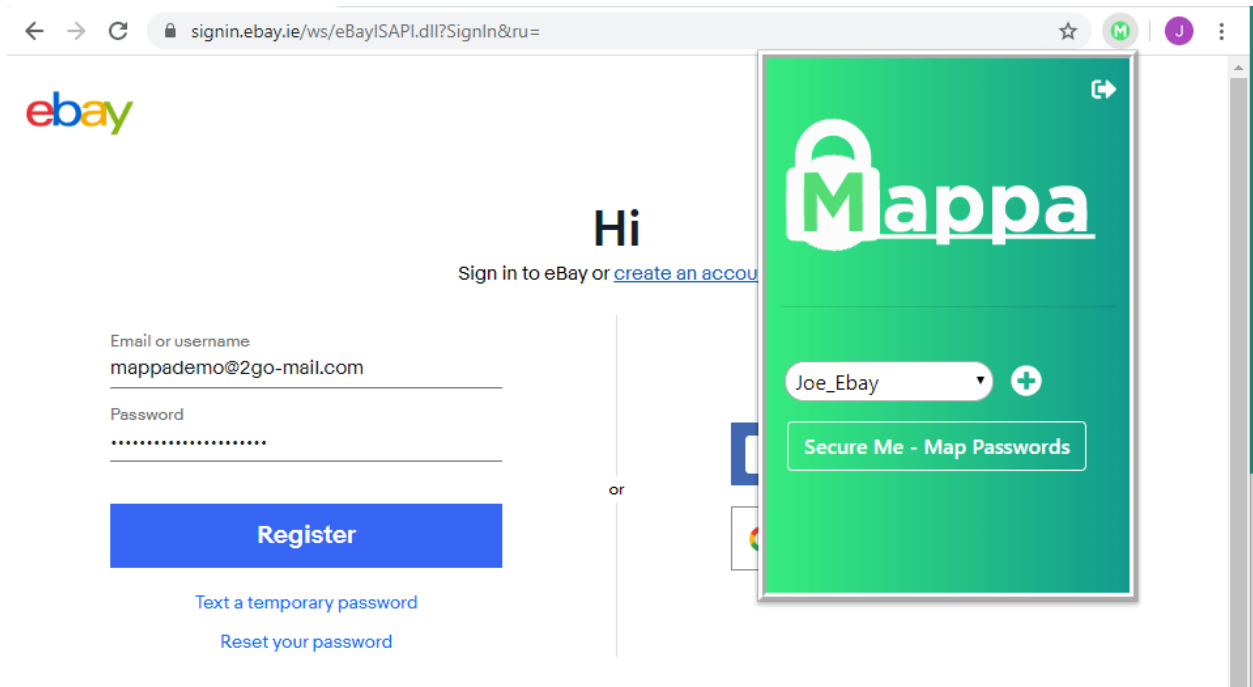 signin.ebay.ie/ws/eBayISAPI.dll?SignIn&ru=
M
J
ebay
Mappa
Hi
Sign in to eBay or create an accou
Email or username
mappademo@2go-mail.com
Password
••••••••••••••••••••••
Joe_Ebay
Secure Me - Map Passwords
or
Register
Text a temporary password
Reset your password